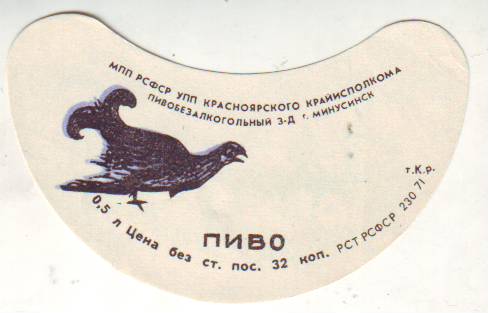 МПП РСФСР УПП КРАСНОЯРСКОГО КРАЙИСПОЛКОМА
ПИВОБЕЗАЛКОГОЛЬНЫЙ З-Д г. МИНУСИНСК
т.К.р.
ПИВО
0,5 л Цена без ст. пос. 32 коп. РСТ РСФСР 230 71